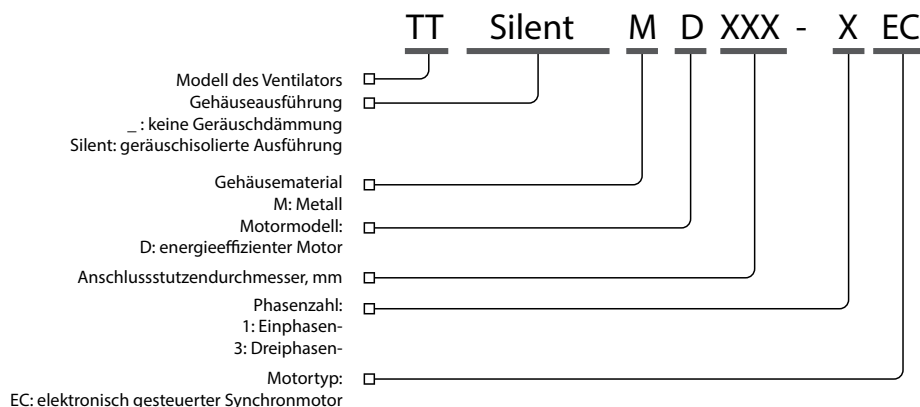 TT Silent M D XXX - X EC
Modell des Ventilators
Gehäuseausführung
_ : keine Geräuschdämmung
Silent: geräuschisolierte Ausführung
Gehäusematerial
M: Metall
Motormodell:
D: energieeffizienter Motor
Anschlussstutzendurchmesser, mm
Phasenzahl:
1: Einphasen-
3: Dreiphasen-
Motortyp:
EC: elektronisch gesteuerter Synchronmotor